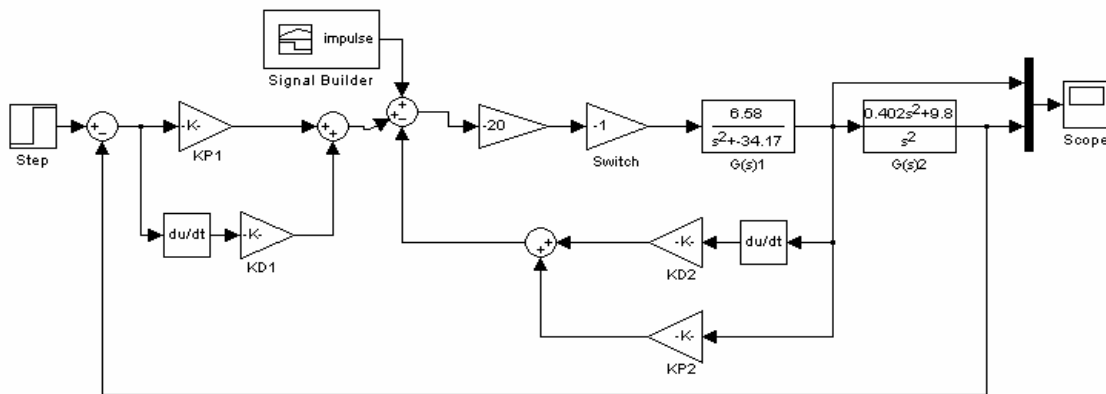 impulse
Signal Builder
+
+
−
Step
+
−
-K-
KP1
+
+
-20
-1
Switch
6.58
s²+-34.17
G(s)1
0.402s²+9.8
s²
G(s)2
Scope
du/dt
-K-
KD1
+
+
-K-
KD2
du/dt
-K-
KP2